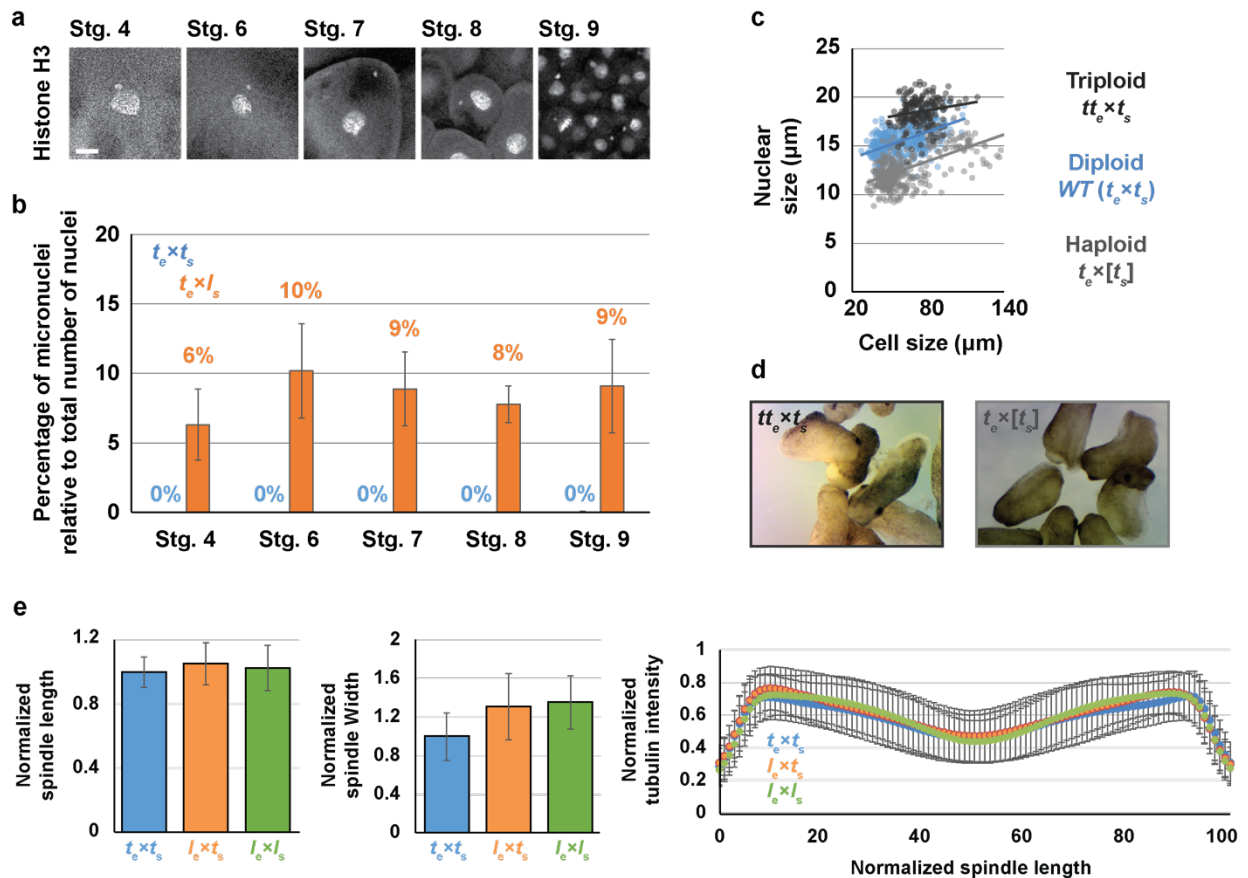 a
Stg. 4 Stg. 6 Stg. 7 Stg. 8 Stg. 9
Histone H3
b
Percentage of micronuclei
relative to total number of nuclei
20
15
10
5
0
te×ts
te×ls
6%
10%
9%
8%
9%
0% 0% 0% 0% 0%
Stg. 4 Stg. 6 Stg. 7 Stg. 8 Stg. 9
c
Nuclear
size (µm)
25
20
15
10
5
0
20 80 140
Cell size (µm)
Triploid
tte×ts
Diploid
WT (te×ts)
Haploid
te×[ts]
d
tte×ts
te×[ts]
e
Normalized
spindle length
1.2
0.8
0.4
0
te×ts le×ts le×ls
Normalized
spindle Width
2
1.6
1.2
0.8
0.4
0
te×ts le×ts le×ls
Normalized
tubulin intensity
1
0.8
0.6
0.4
0.2
0
te×ts
le×ts
le×ls
0 20 40 60 80 100
Normalized spindle length